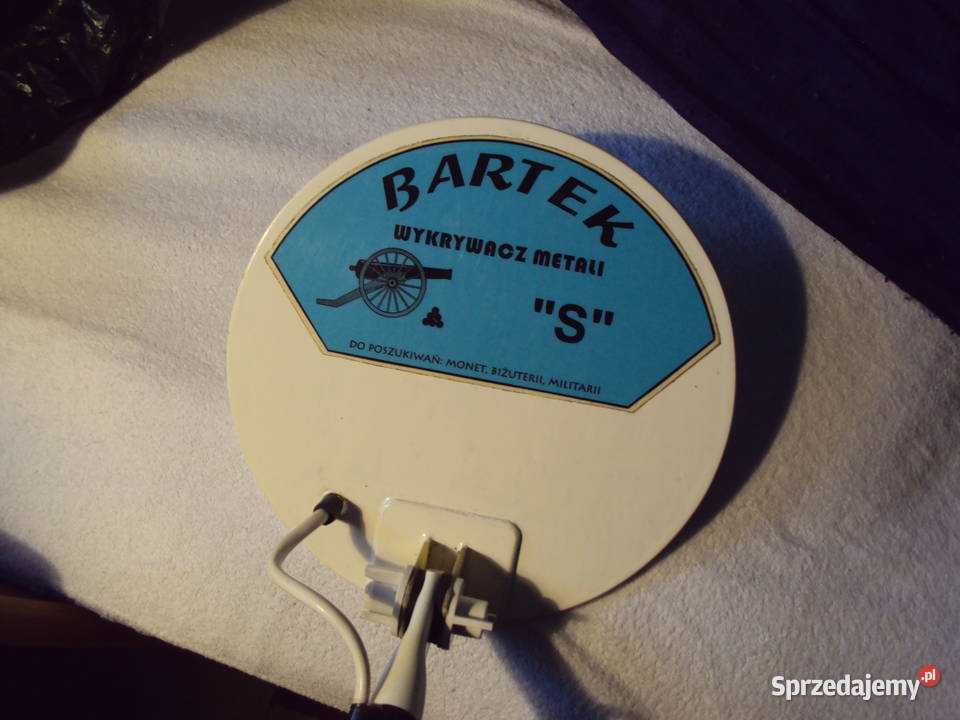 BARTEK
WYKRYWACZ METALI
"S"
DO POSZUKIWAŃ: MONET, BIŻUTERII, MILITARII
Sprzedajemy.pl